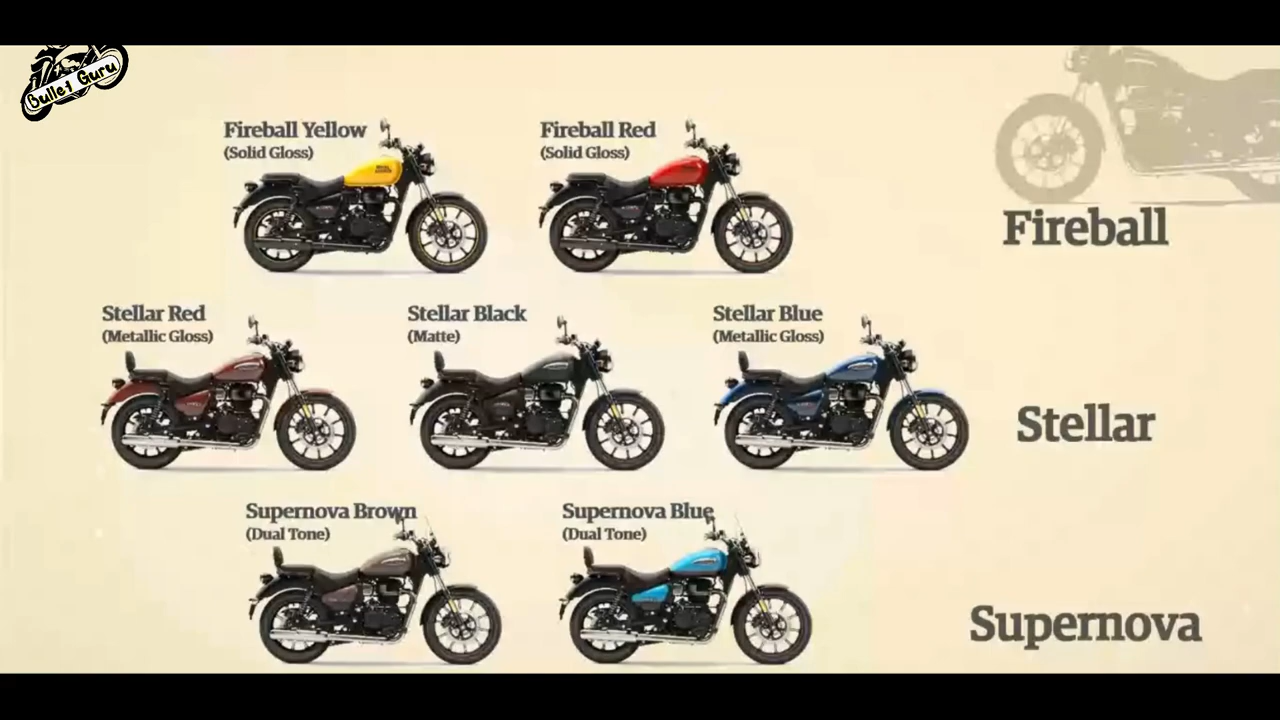 Bullet Guru
Fireball Yellow
(Solid Gloss)
Fireball Red
(Solid Gloss)
Fireball
Stellar Red
(Metallic Gloss)
Stellar Black
(Matte)
Stellar Blue
(Metallic Gloss)
Stellar
Supernova Brown
(Dual Tone)
Supernova Blue
(Dual Tone)
Supernova